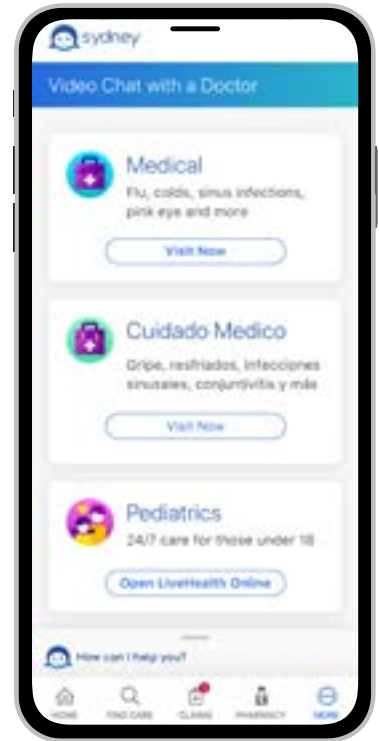 sydney
Video Chat with a Doctor
Medical
Flu, colds, sinus infections,
pink eye and more
Visit Now
Cuidado Medico
Gripe, resfriados, infecciones
sinusales, conjuntivitis y más
Visit Now
Pediatrics
24/7 care for those under 18
Open LiveHealth Online
How can I help you?
HOME
FIND CARE
CLAIMS
PHARMACY
MORE